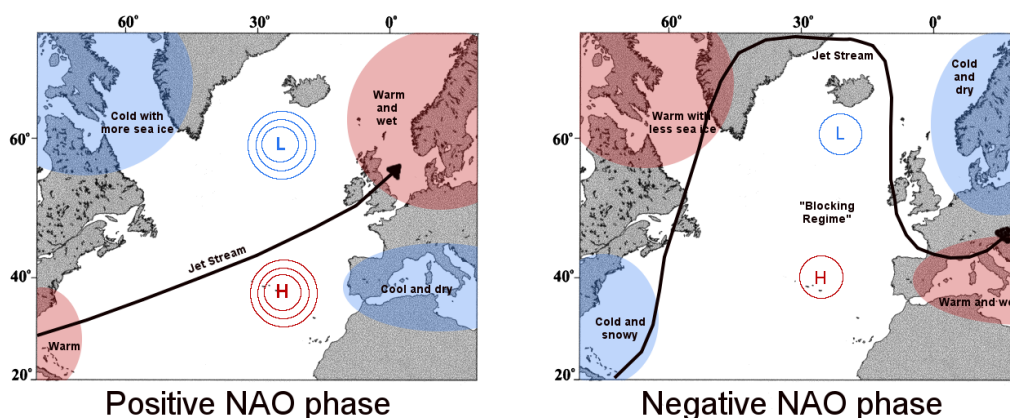 60°
30°
0°
Cold with
more sea ice
Warm
and
wet
60°
L
Jet Stream
40°
H
Cool and dry
Warm
20°
Positive NAO phase
60°
30°
0°
Jet Stream
Cold
and
dry
Warm with
less sea ice
60°
L
"Blocking
Regime"
40°
H
Warm and we
Cold and
snowy
20°
Negative NAO phase